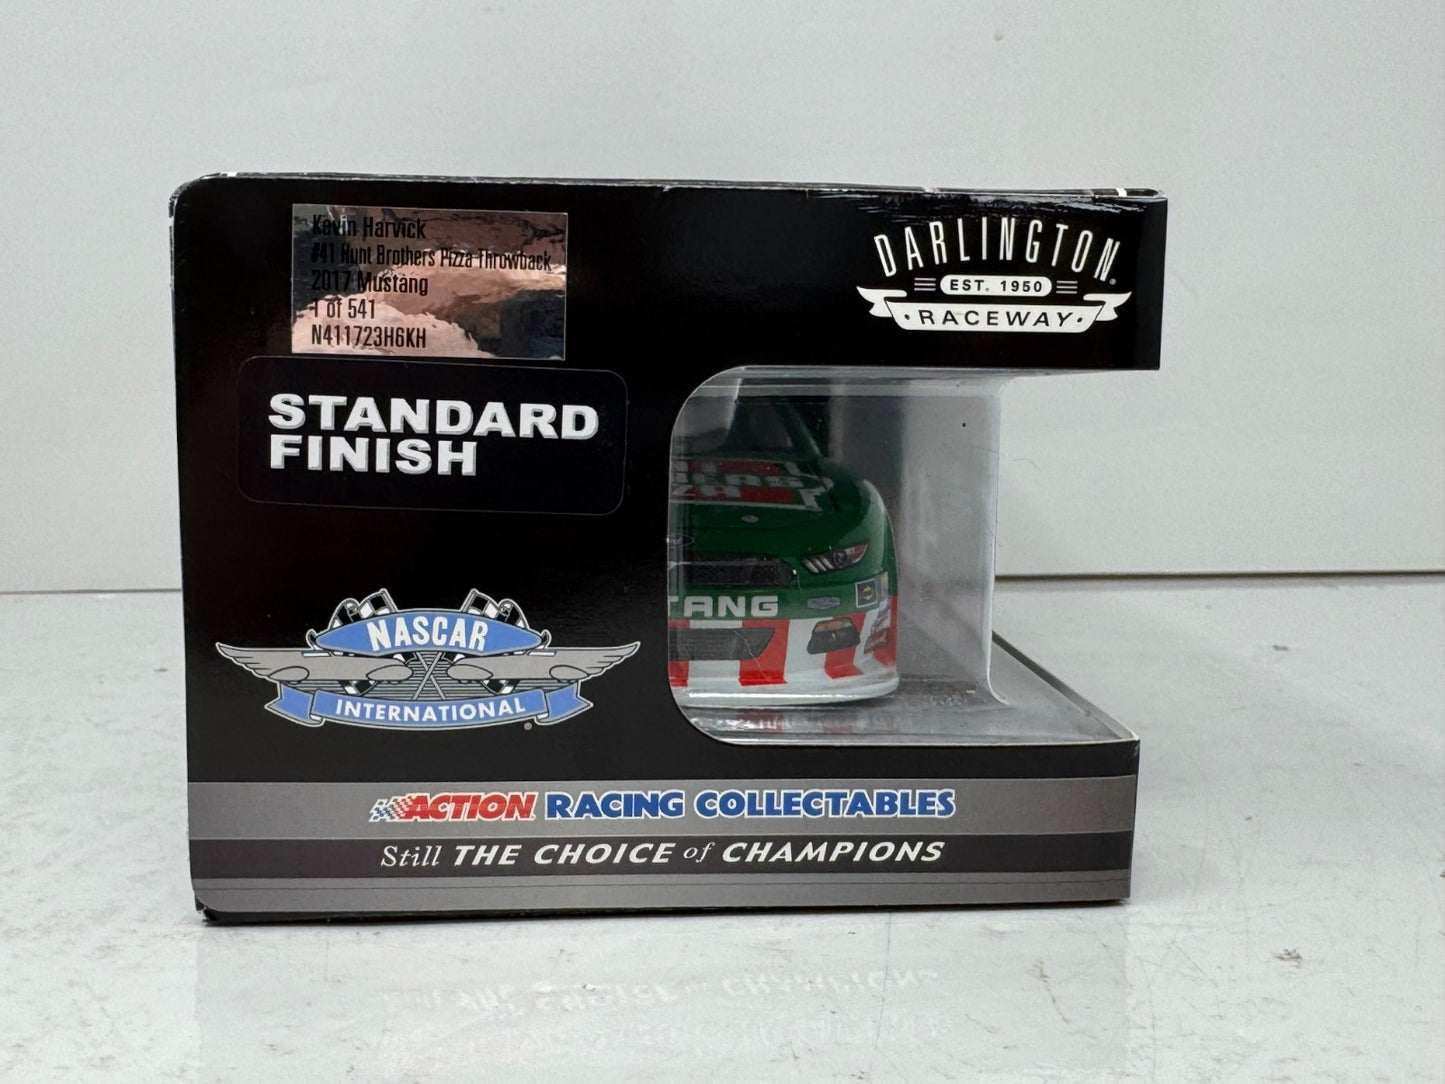 Kevin Harvick
#41 Hunt Brothers Pizza Throwback
2017 Mustang
1 of 541
N411723H6KH
DARLINGTON
EST. 1950
RACEWAY
STANDARD
FINISH
TANG
NASCAR
INTERNATIONAL
ACTION RACING COLLECTABLES
Still THE CHOICE of CHAMPIONS